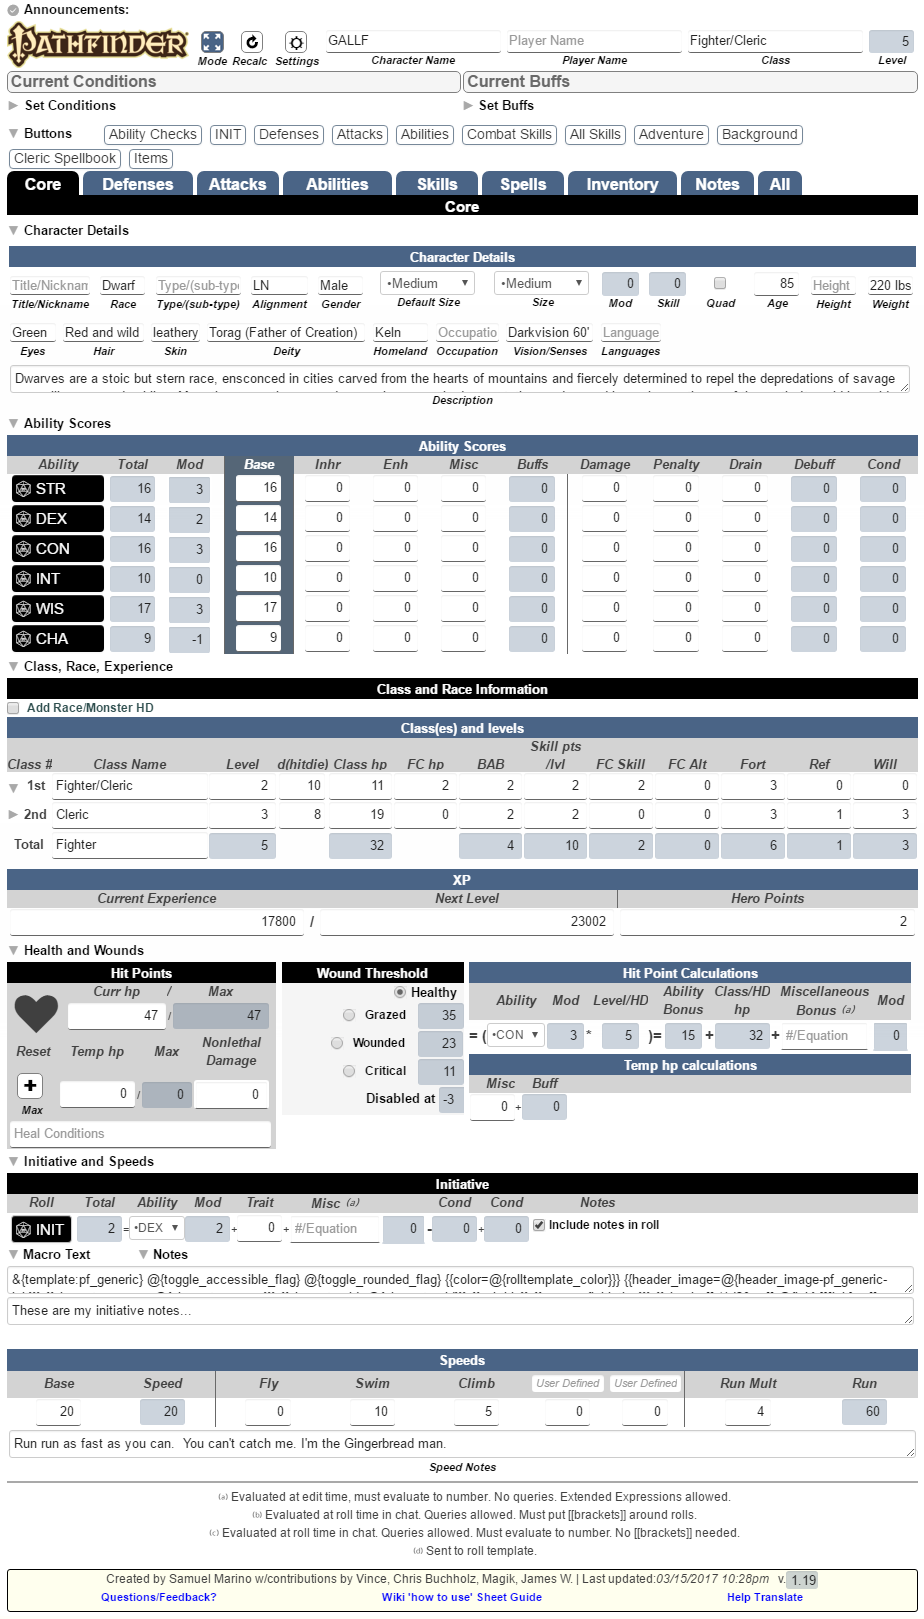 Announcements:
PATHFINDER
Mode Recalc Settings
GALLF Player Name Fighter/Cleric 5
Character Name Player Name Class Level
Current Conditions Current Buffs
Set Conditions Set Buffs
Buttons Ability Checks INIT Defenses Attacks Abilities Combat Skills All Skills Adventure Background
Cleric Spellbook Items
Core Defenses Attacks Abilities Skills Spells Inventory Notes All
Core
Character Details
Character Details
Title/Nicknam Dwarf Type/(sub-typ LN Male •Medium •Medium 0 0 85 Height 220 lbs
Title/Nickname Race Type/(sub-type) Alignment Gender Default Size Size Mod Skill Quad Age Height Weight
Green Red and wild leathery Torag (Father of Creation) Keln Occupatio Darkvision 60' Language
Eyes Hair Skin Deity Homeland Occupation Vision/Senses Languages
Dwarves are a stoic but stern race, ensconced in cities carved from the hearts of mountains and fiercely determined to repel the depredations of savage
Description
Ability Scores
Ability Scores
Ability Total Mod Base Inhr Enh Misc Buffs Damage Penalty Drain Debuff Cond
STR 16 3 16 0 0 0 0 0 0 0 0 0
DEX 14 2 14 0 0 0 0 0 0 0 0 0
CON 16 3 16 0 0 0 0 0 0 0 0 0
INT 10 0 10 0 0 0 0 0 0 0 0 0
WIS 17 3 17 0 0 0 0 0 0 0 0 0
CHA 9 -1 9 0 0 0 0 0 0 0 0 0
Class, Race, Experience
Class and Race Information
Add Race/Monster HD
Class(es) and levels
Class # Class Name Level d(hitdie) Class hp FC hp BAB Skill pts /lvl FC Skill FC Alt Fort Ref Will
1st Fighter/Cleric 2 10 11 2 2 2 2 0 3 0 0
2nd Cleric 3 8 19 0 2 2 0 0 3 1 3
Total Fighter 5 32 4 10 2 0 6 1 3
XP
Current Experience Next Level Hero Points
17800 / 23002 2
Health and Wounds
Hit Points
Curr hp / Max
47 / 47
Reset Temp hp Max Nonlethal Damage
0 / 0 0
Max
Heal Conditions
Wound Threshold
Healthy
Grazed 35
Wounded 23
Critical 11
Disabled at -3
Hit Point Calculations
Ability Mod Level/HD Ability Bonus Class/HD hp Miscellaneous Bonus (a) Mod
= ( •CON 3 * 5 )= 15 + 32 + #/Equation 0
Temp hp calculations
Misc Buff
0 + 0
Initiative and Speeds
Initiative
Roll Total Ability Mod Trait Misc (a) Cond Cond Notes
INIT 2 = •DEX 2 + 0 + #/Equation 0 - 0 + 0 Include notes in roll
Macro Text Notes
&{template:pf_generic} @{toggle_accessible_flag} @{toggle_rounded_flag} {{color=@{rolltemplate_color}}} {{header_image=@{header_image-pf_generic-
These are my initiative notes...
Speeds
Base Speed Fly Swim Climb User Defined User Defined Run Mult Run
20 20 0 10 5 0 0 4 60
Run run as fast as you can.  You can't catch me. I'm the Gingerbread man.
Speed Notes
(a) Evaluated at edit time, must evaluate to number. No queries. Extended Expressions allowed.
(b) Evaluated at roll time in chat. Queries allowed. Must put [[brackets]] around rolls.
(c) Evaluated at roll time in chat. Queries allowed. Must evaluate to number. No [[brackets]] needed.
(d) Sent to roll template.
Created by Samuel Marino w/contributions by Vince, Chris Buchholz, Magik, James W. | Last updated:03/15/2017 10:28pm v. 1.19
Questions/Feedback? Wiki 'how to use' Sheet Guide Help Translate